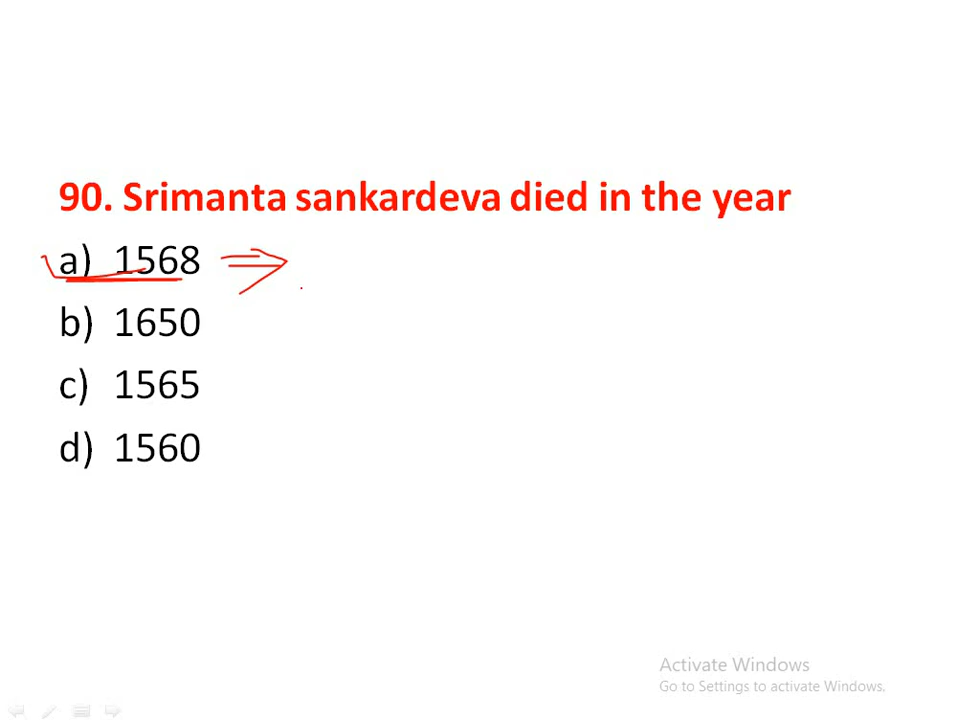 90. Srimanta sankardeva died in the year
a) 1568
b) 1650
c) 1565
d) 1560
Activate Windows
Go to Settings to activate Windows.